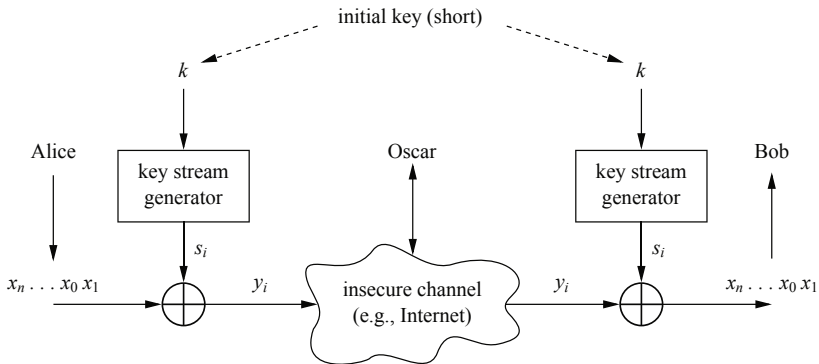 initial key (short)
k
k
Alice
key stream
generator
Oscar
key stream
generator
Bob
s_i
s_i
x_n . . . x_0 x_1
y_i
insecure channel
(e.g., Internet)
y_i
x_n . . . x_0 x_1